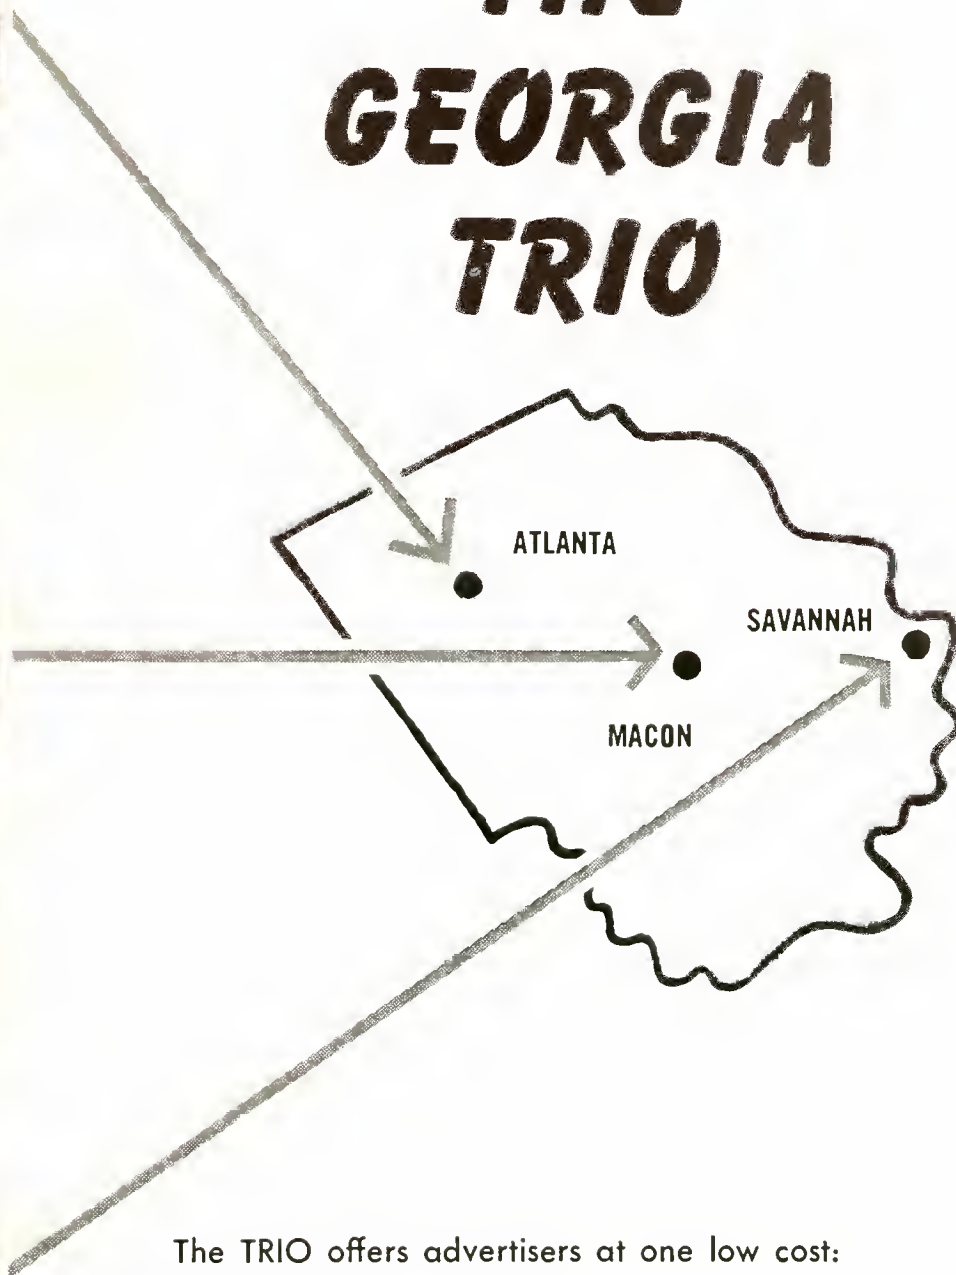 GEORGIA
TRIO
ATLANTA
SAVANNAH
MACON
The TRIO offers advertisers at one low cost: